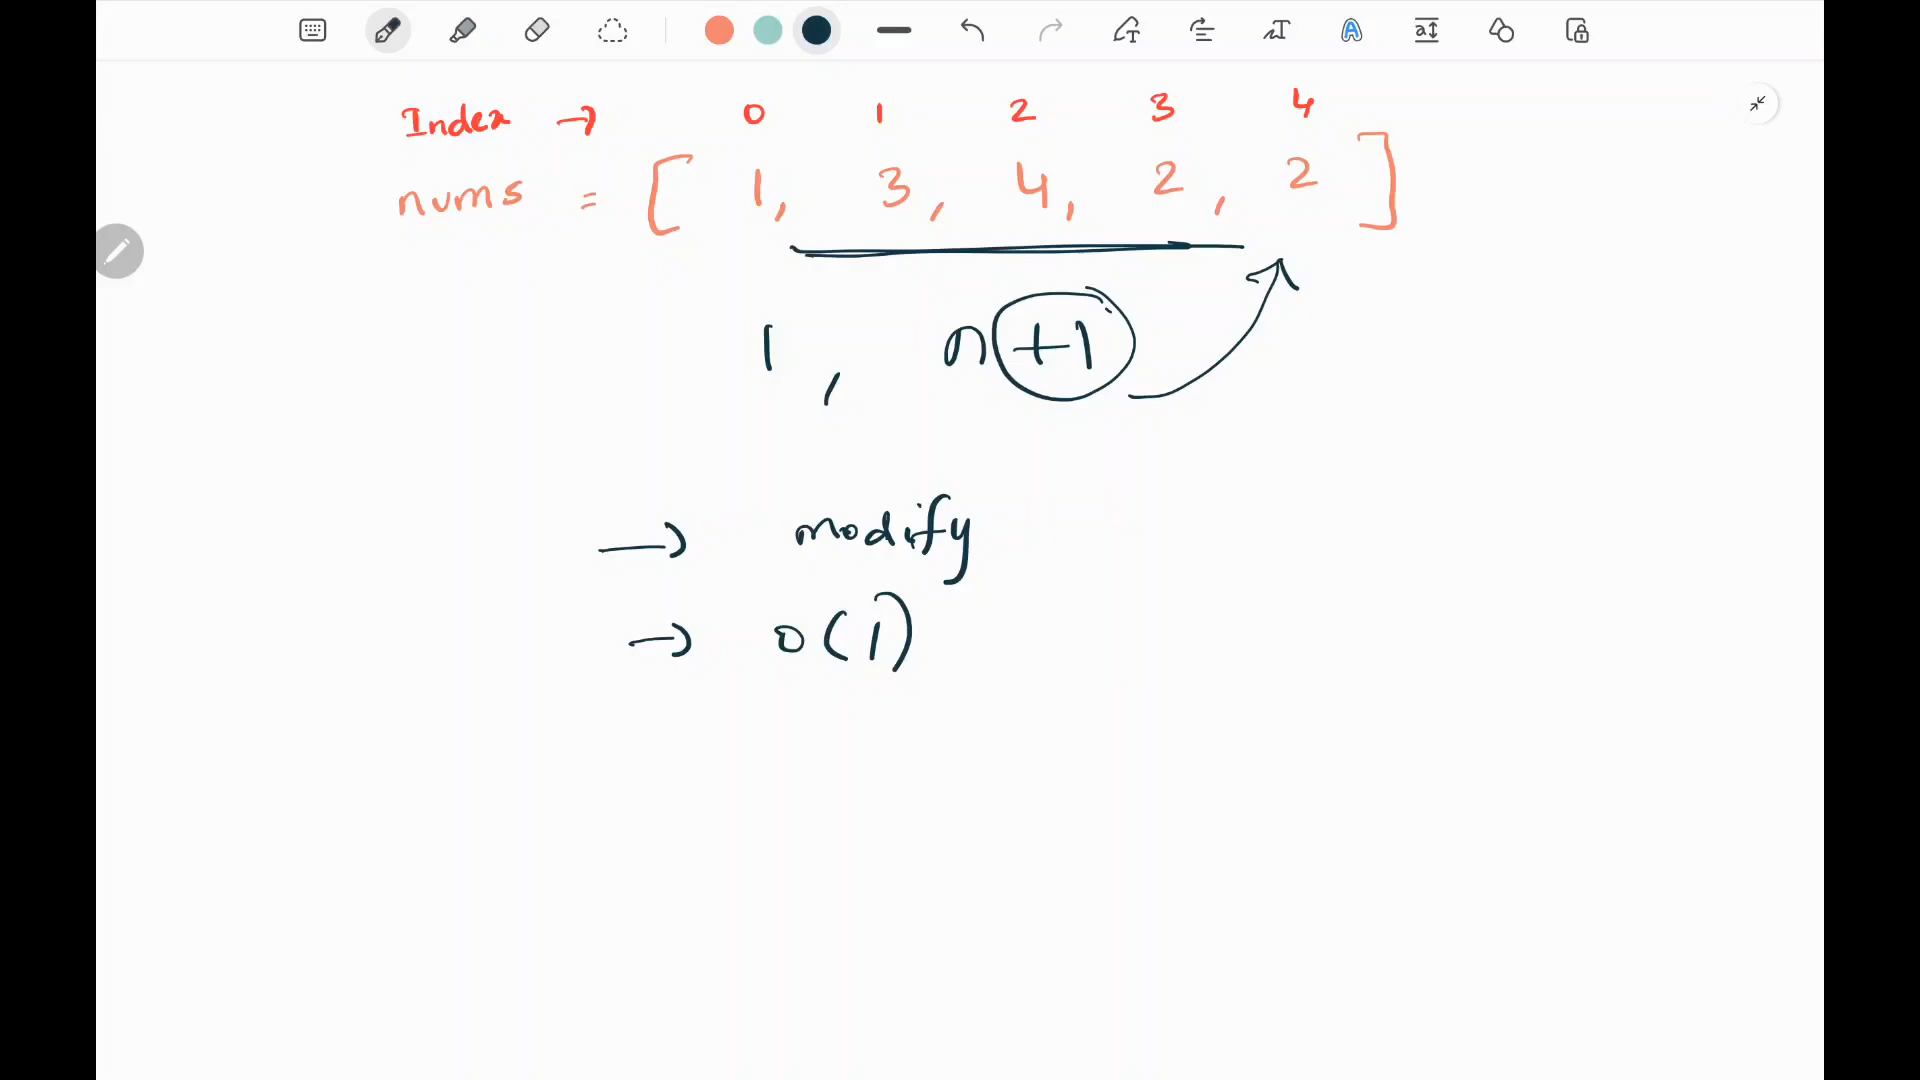 Index → 0 1 2 3 4
nums = [ 1, 3, 4, 2, 2 ]
1, n+1
→ modify
→ o(1)